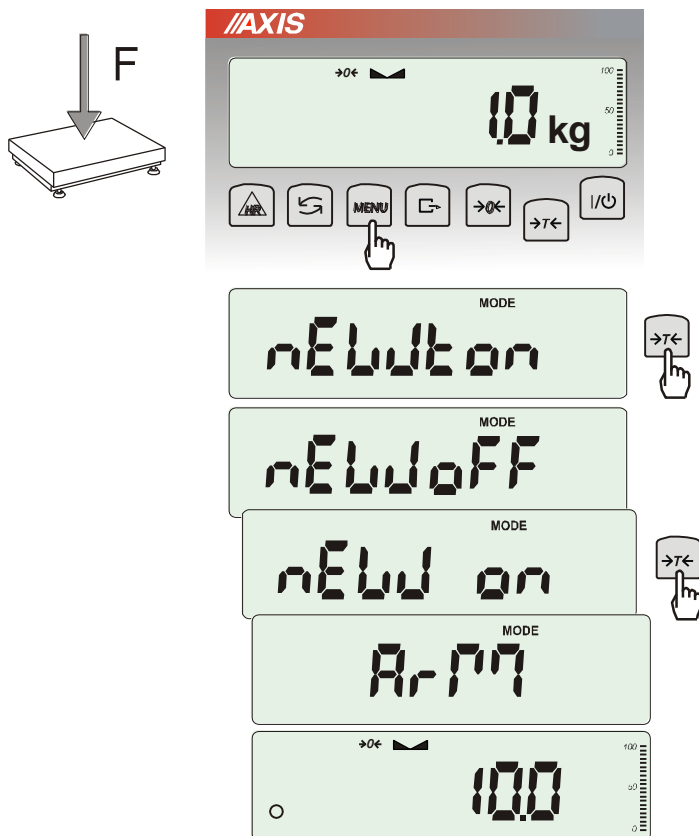 F
//AXIS
→0←
100
50
0
1.0 kg
HR
MENU
→0←
→T←
I/⏻
MODE
nEWton
→T←
MODE
nEWoFF
MODE
nEW on
→T←
MODE
ArM
→0←
100
50
0
10.0